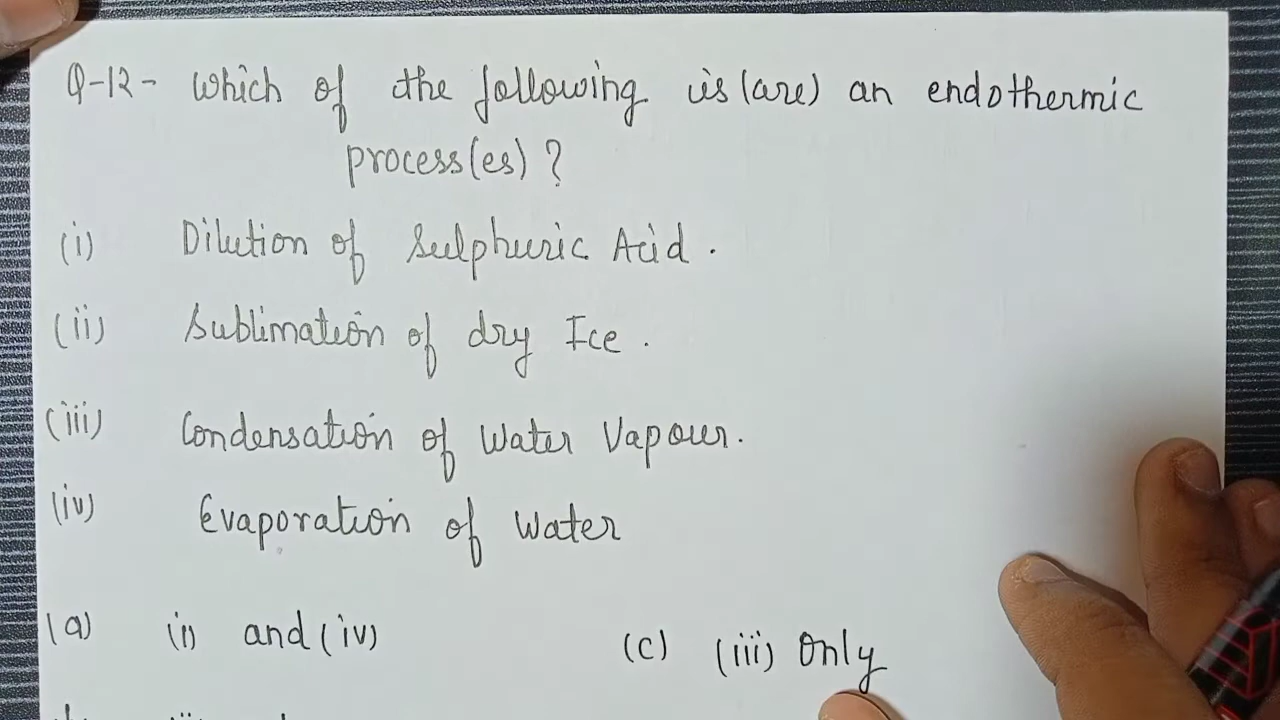 Q-12- Which of the following is (are) an endothermic
process(es) ?
(i) Dilution of Sulphuric Acid.
(ii) Sublimation of dry Ice.
(iii) Condensation of Water Vapour.
(iv) Evaporation of Water
(a) (i) and (iv)
(c) (iii) Only